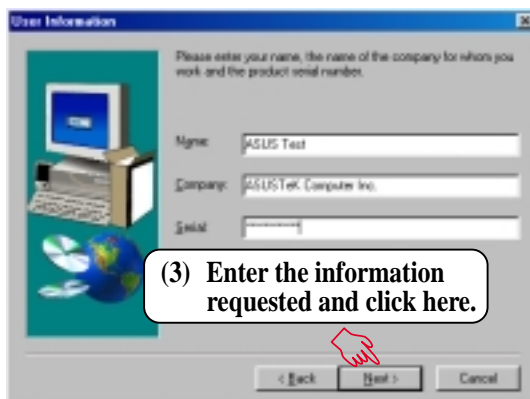 User Information
Please enter your name, the name of the company for whom you
work and the product serial number.
Name: ASUS Test
Company: ASUSTeK Computer Inc.
Serial:
(3) Enter the information
requested and click here.
< Back Next > Cancel